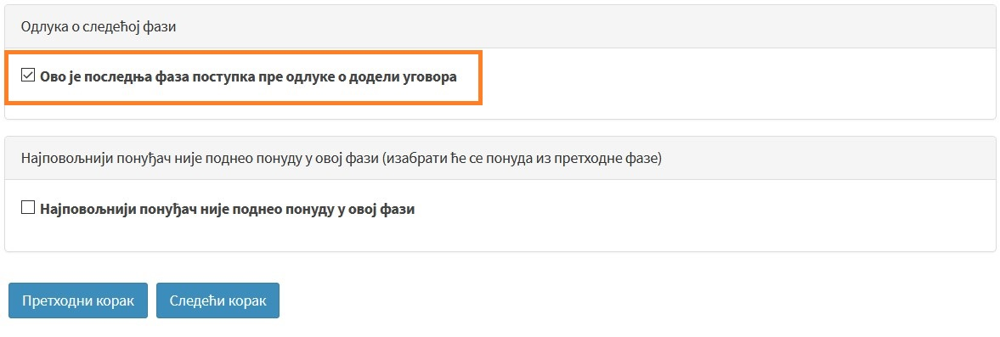 Одлука о следећој фази
Ово је последња фаза поступка пре одлуке о додели уговора
Најповољнији понуђач није поднео понуду у овој фази (изабрати ће се понуда из претходне фазе)
Најповољнији понуђач није поднео понуду у овој фази
Претходни корак
Следећи корак